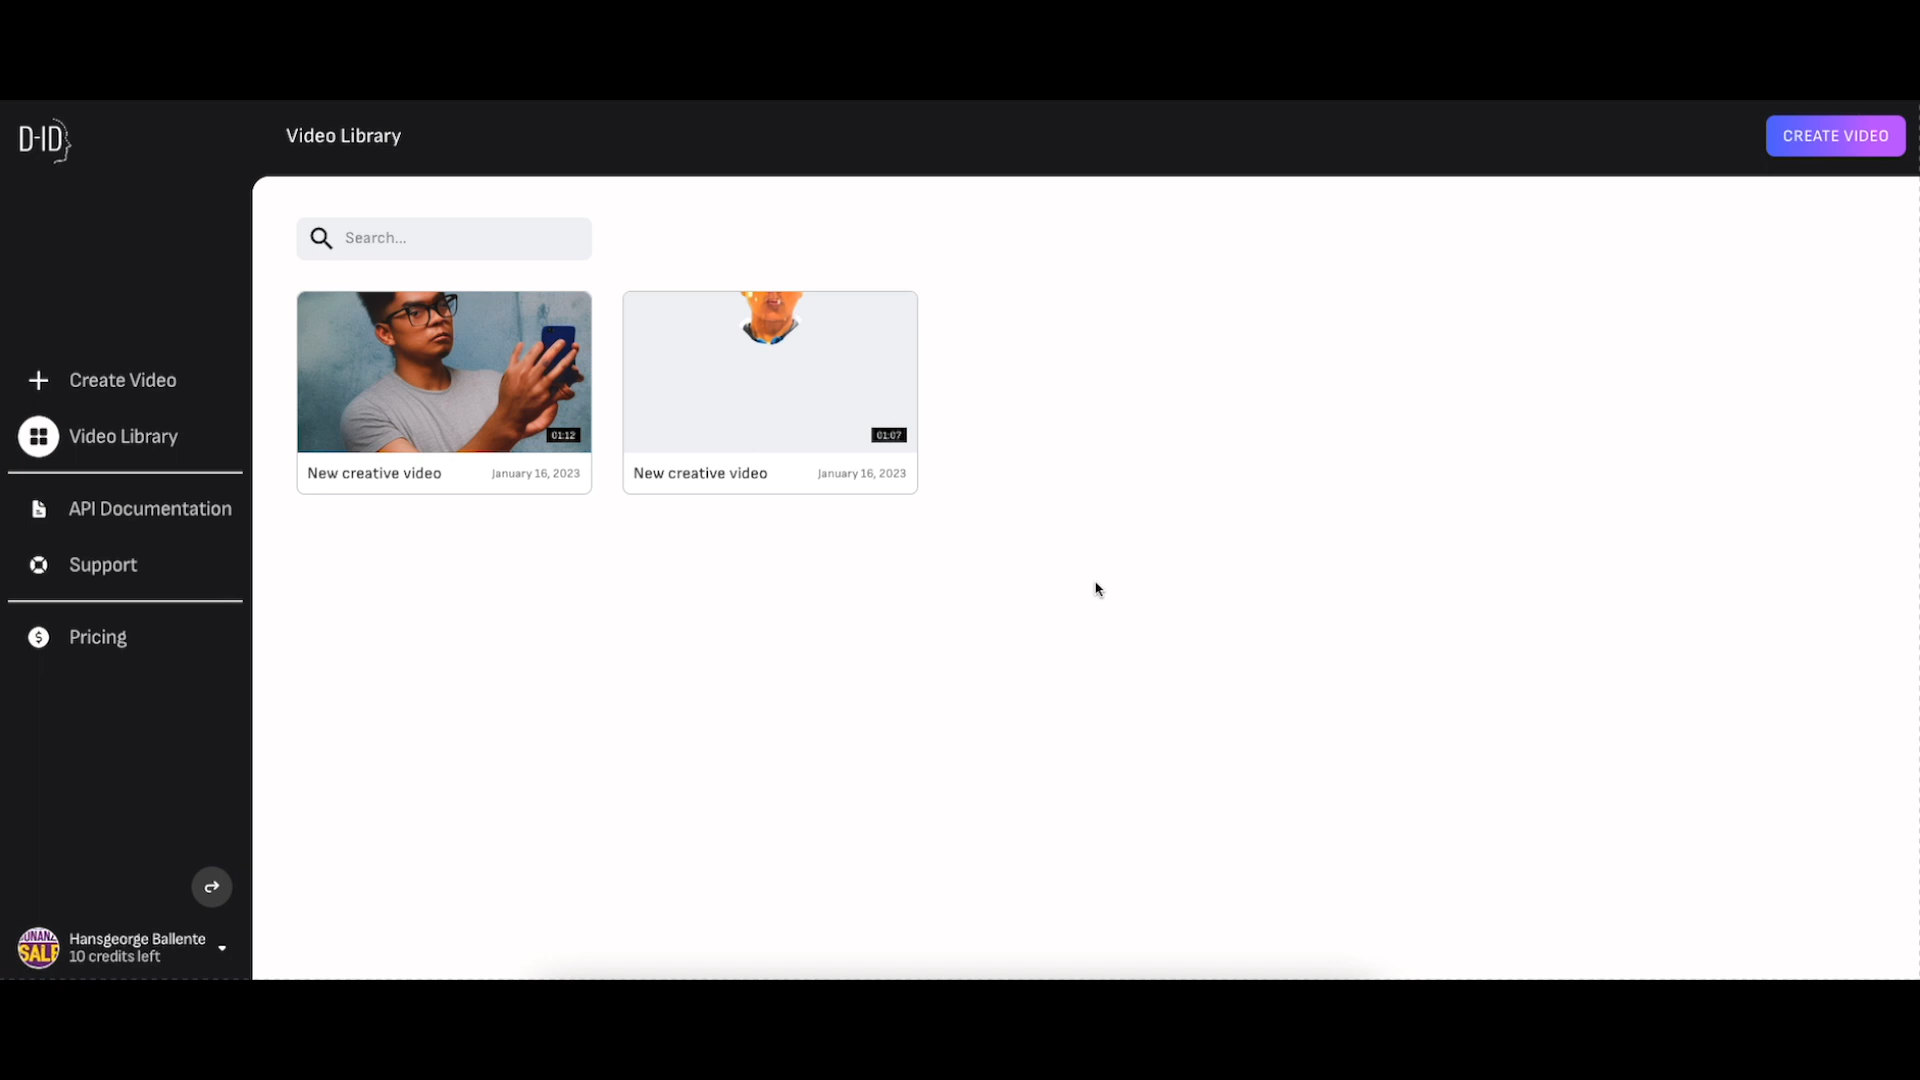 D-ID
Video Library
CREATE VIDEO
Search...
01:12
01:07
New creative video
January 16, 2023
New creative video
January 16, 2023
Create Video
Video Library
API Documentation
Support
Pricing
SALE
Hansgeorge Ballente
10 credits left